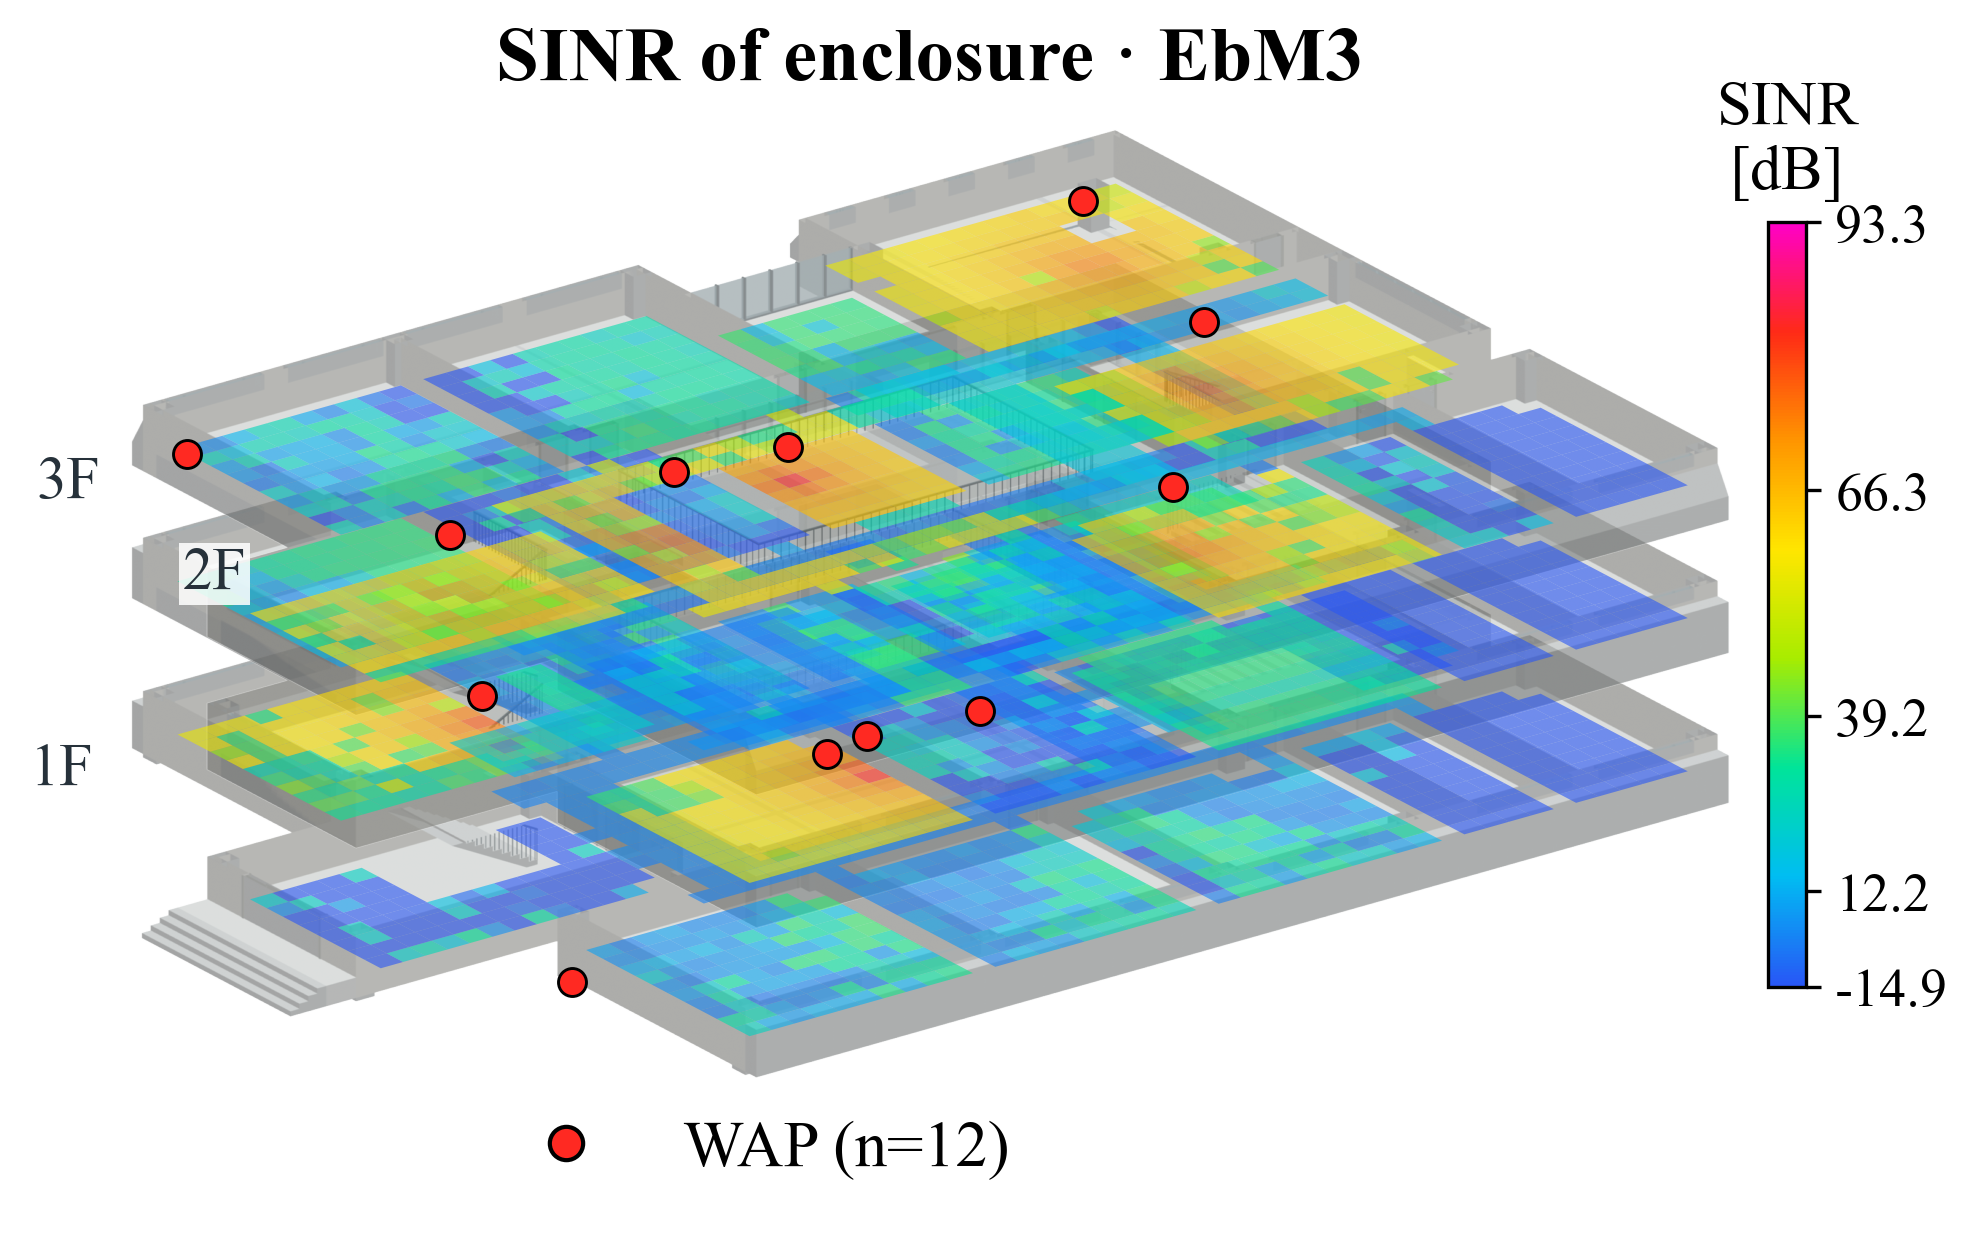 SINR of enclosure · EbM3
SINR
[dB]
93.3
66.3
39.2
12.2
-14.9
3F
2F
1F
WAP (n=12)